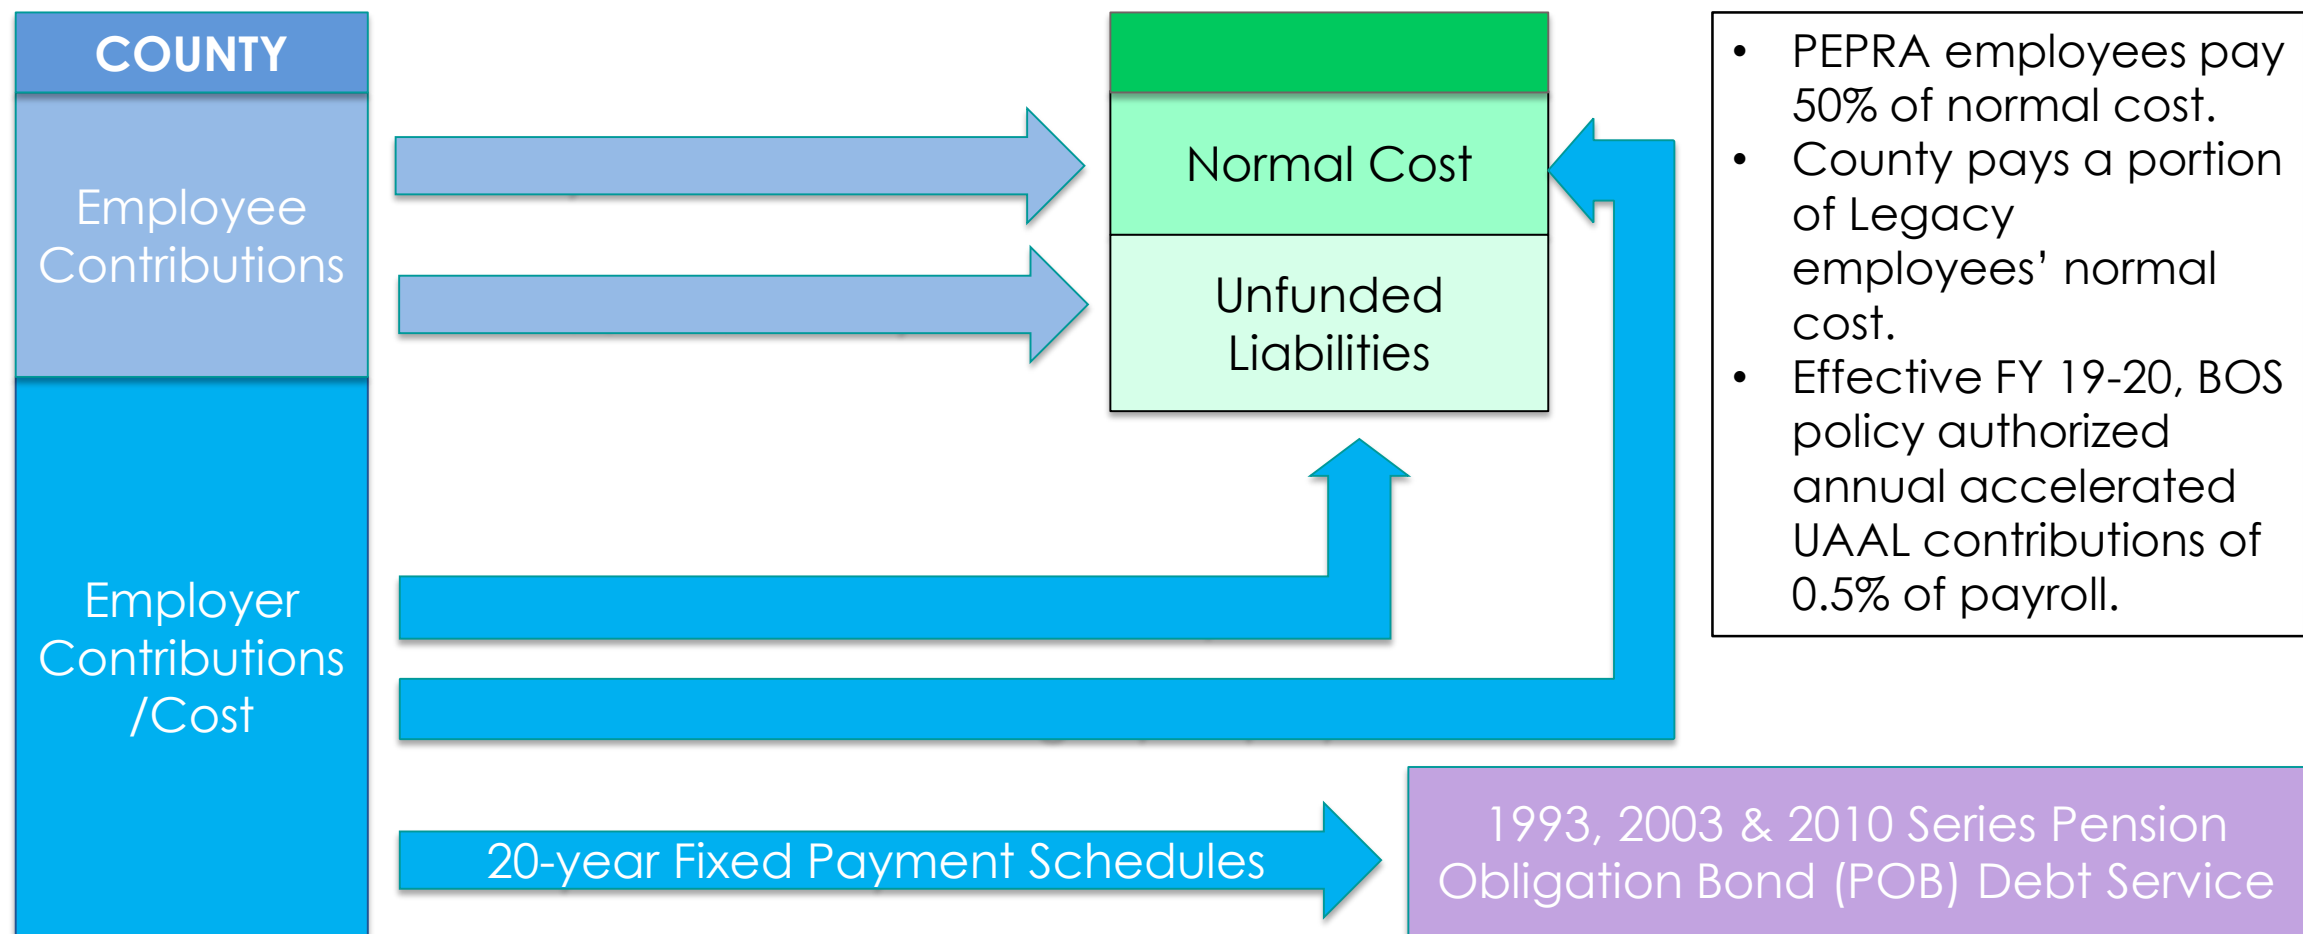 COUNTY
Employee
Contributions
Employer
Contributions
/Cost
Normal Cost
Unfunded
Liabilities
20-year Fixed Payment Schedules
1993, 2003 & 2010 Series Pension
Obligation Bond (POB) Debt Service
• PEPRA employees pay
50% of normal cost.
• County pays a portion
of Legacy
employees’ normal
cost.
• Effective FY 19-20, BOS
policy authorized
annual accelerated
UAAL contributions of
0.5% of payroll.